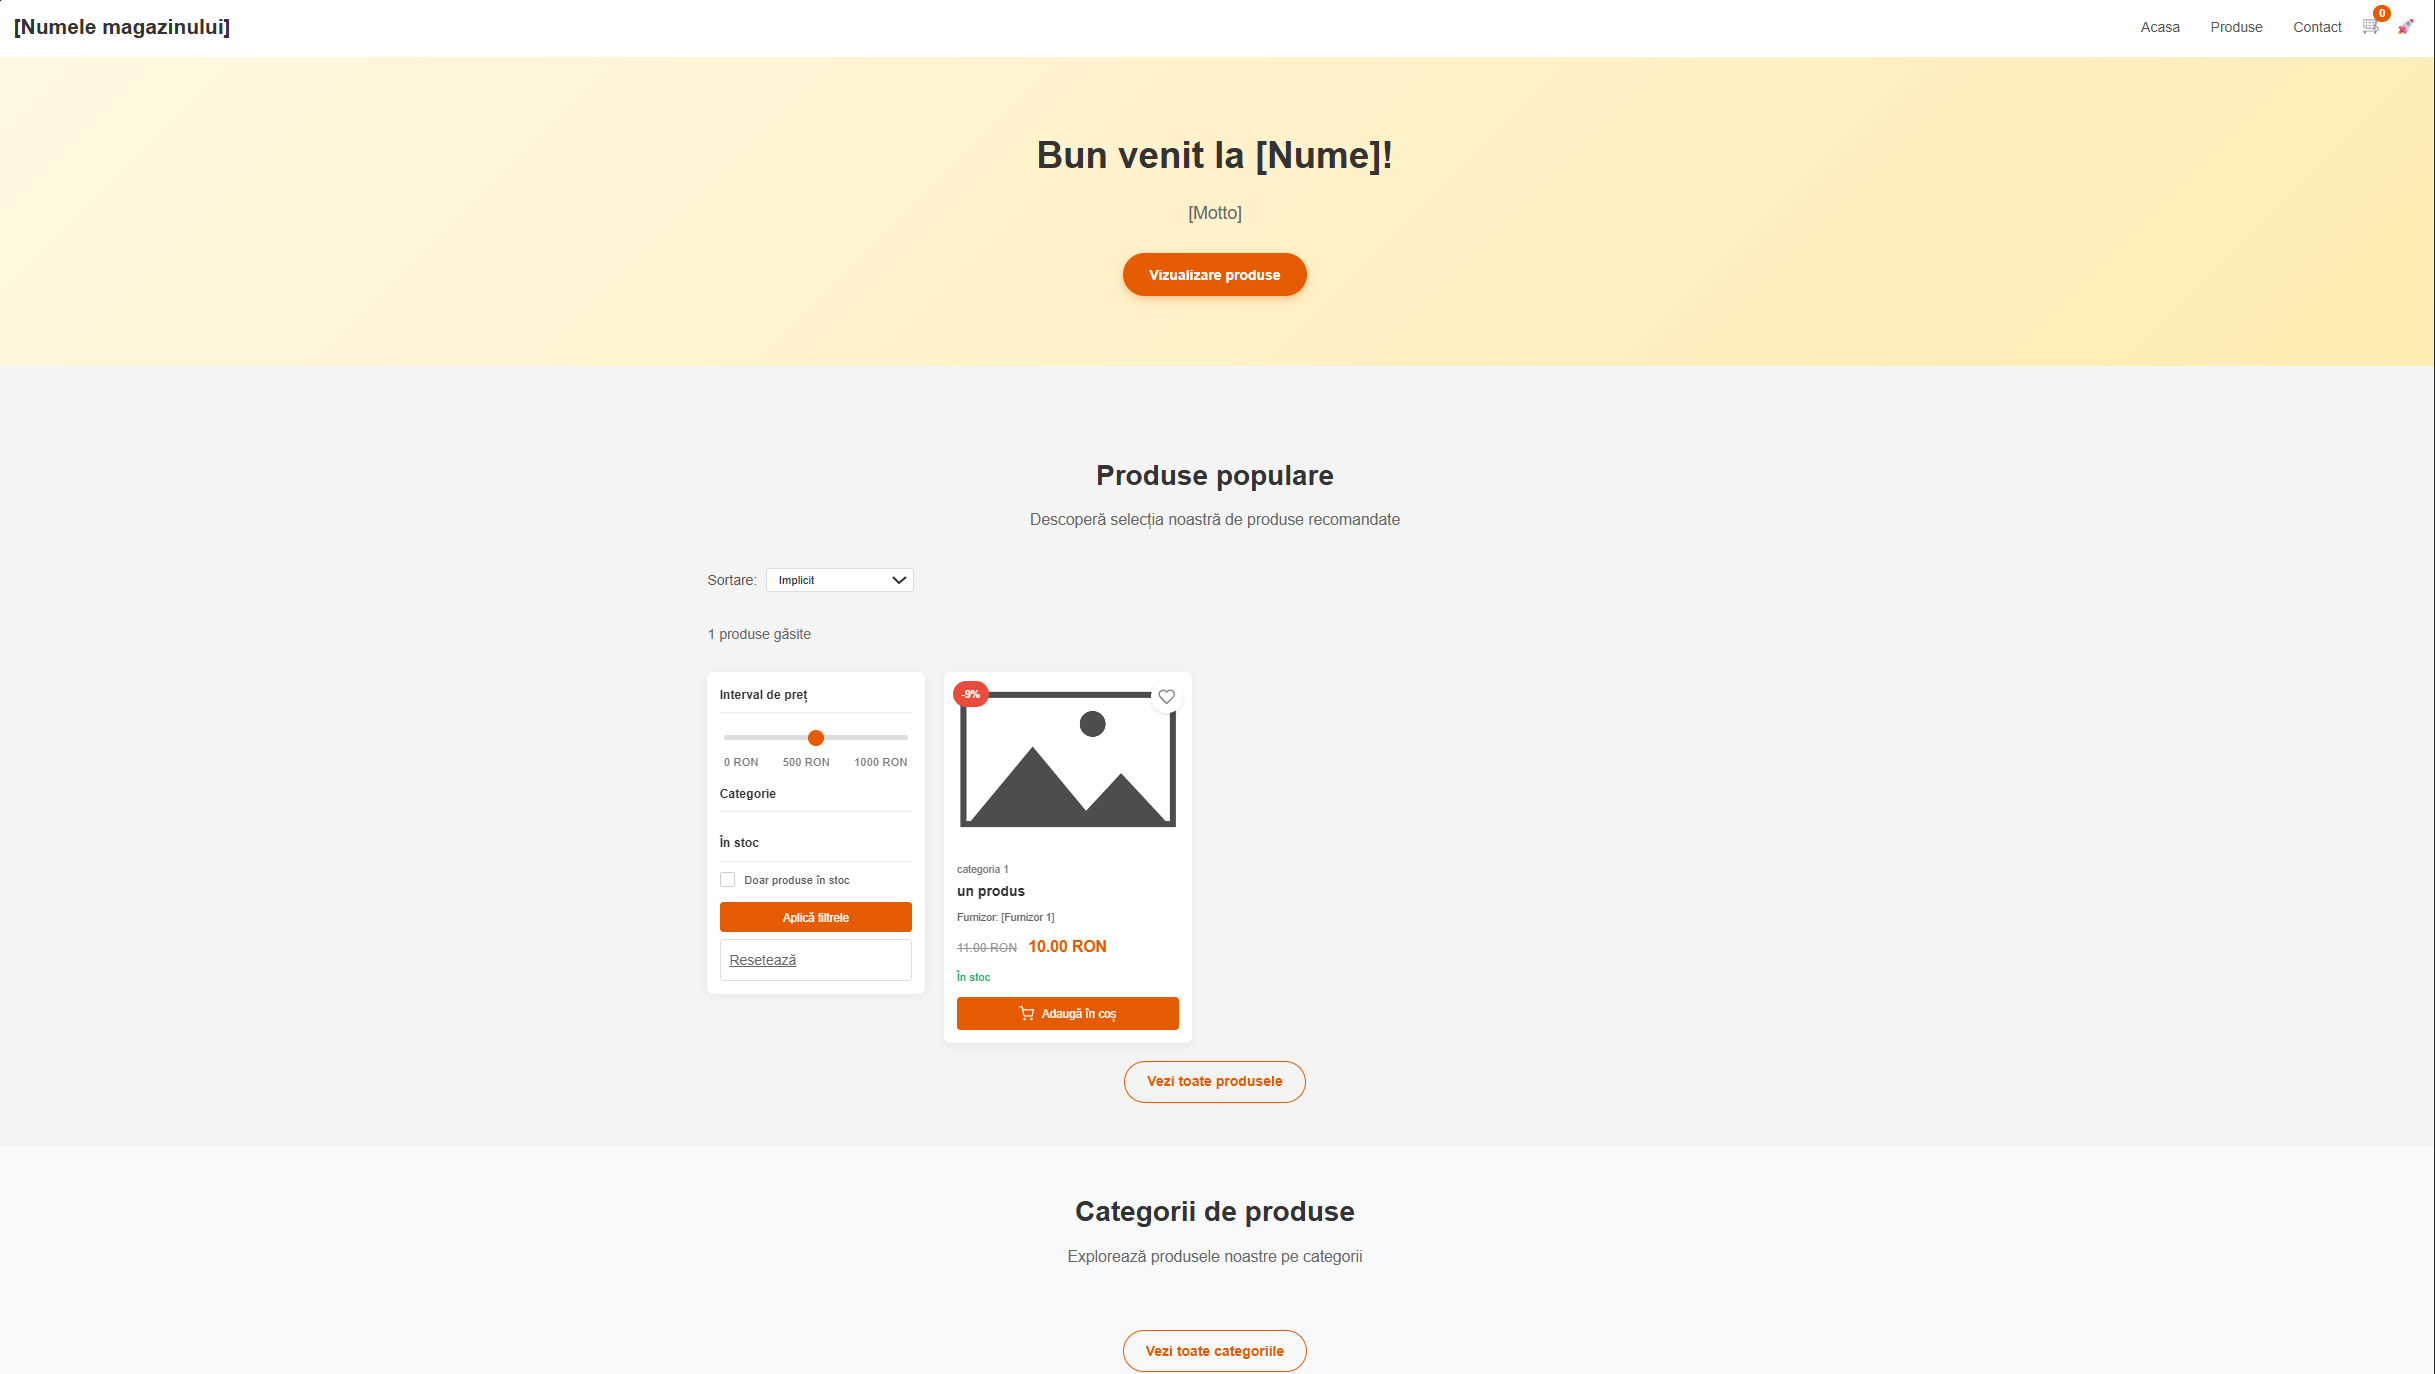 [Numele magazinului]
Acasa
Produse
Contact
0
Bun venit la [Nume]!
[Motto]
Vizualizare produse
Produse populare
Descoperă selecția noastră de produse recomandate
Sortare:
Implicit
1 produse găsite
Interval de preț
0 RON
500 RON
1000 RON
Categorie
În stoc
Doar produse în stoc
Aplică filtrele
Resetează
-9%
categoria 1
un produs
Furnizor: [Furnizor 1]
11.00 RON 10.00 RON
În stoc
Adaugă în coș
Vezi toate produsele
Categorii de produse
Explorează produsele noastre pe categorii
Vezi toate categoriile